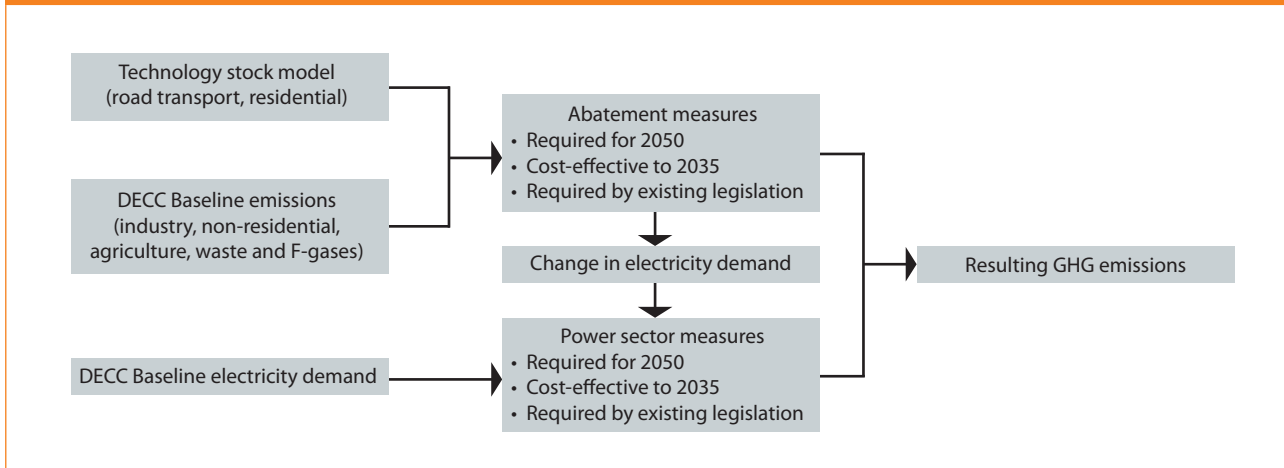 Technology stock model
(road transport, residential)
DECC Baseline emissions
(industry, non-residential,
agriculture, waste and F-gases)
DECC Baseline electricity demand
Abatement measures
• Required for 2050
• Cost-effective to 2035
• Required by existing legislation
Change in electricity demand
Power sector measures
• Required for 2050
• Cost-effective to 2035
• Required by existing legislation
Resulting GHG emissions